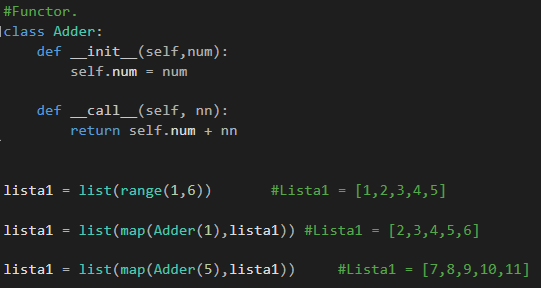 #Functor.
class Adder:
    def __init__(self,num):
        self.num = num

    def __call__(self, nn):
        return self.num + nn


lista1 = list(range(1,6))       #Lista1 = [1,2,3,4,5]

lista1 = list(map(Adder(1),lista1)) #Lista1 = [2,3,4,5,6]

lista1 = list(map(Adder(5),lista1))     #Lista1 = [7,8,9,10,11]